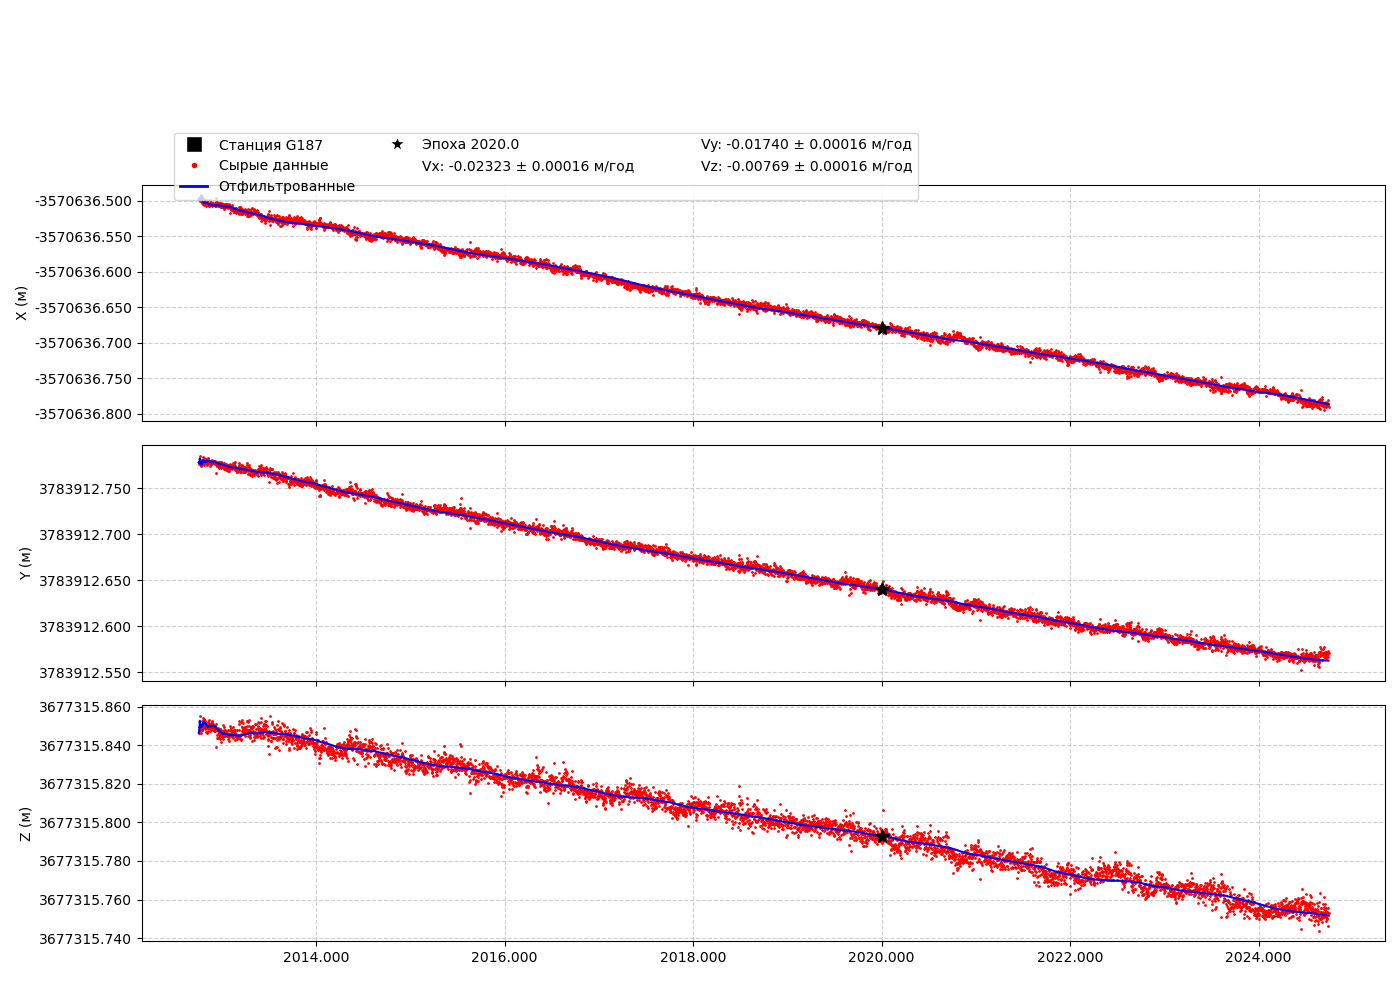 Станция G187
Сырые данные
Отфильтрованные
Эпоха 2020.0
Vx: -0.02323 ± 0.00016 м/год
Vy: -0.01740 ± 0.00016 м/год
Vz: -0.00769 ± 0.00016 м/год
X (м)
-3570636.500
-3570636.550
-3570636.600
-3570636.650
-3570636.700
-3570636.750
-3570636.800
Y (м)
3783912.750
3783912.700
3783912.650
3783912.600
3783912.550
Z (м)
3677315.860
3677315.840
3677315.820
3677315.800
3677315.780
3677315.760
3677315.740
2014.000 2016.000 2018.000 2020.000 2022.000 2024.000